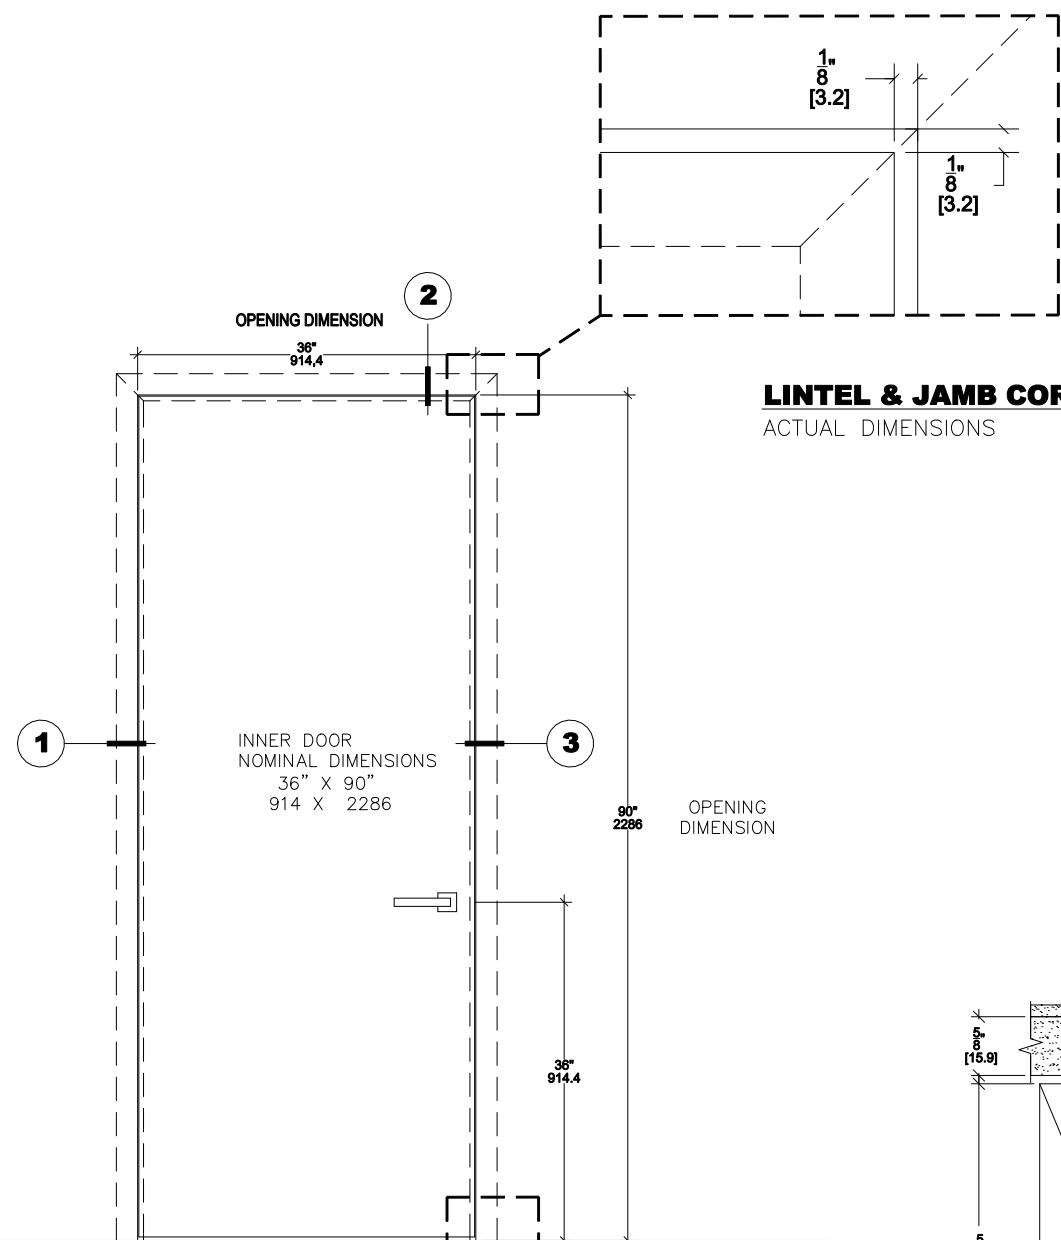 1"
8
[3.2]
1"
8
[3.2]
2
OPENING DIMENSION
36"
914,4
LINTEL & JAMB COR
ACTUAL DIMENSIONS
1
INNER DOOR
NOMINAL DIMENSIONS
36" X 90"
914 X 2286
3
90"
2286
OPENING
DIMENSION
36"
914.4
5"
8
[15.9]
5